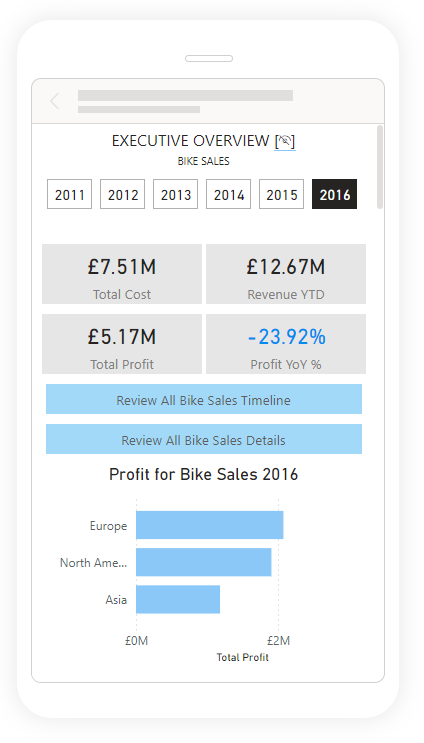 EXECUTIVE OVERVIEW []
BIKE SALES
2011 2012 2013 2014 2015 2016
£7.51M £12.67M
Total Cost Revenue YTD
£5.17M -23.92%
Total Profit Profit YoY %
Review All Bike Sales Timeline
Review All Bike Sales Details
Profit for Bike Sales 2016
Europe
North Ame...
Asia
£0M £2M
Total Profit